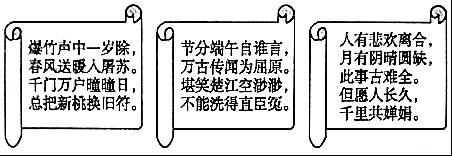 爆竹声中一岁除，
春风送暖入屠苏。
千门万户曈曈日，
总把新桃换旧符。
节分端午自谁言，
万古传闻为屈原。
堪笑楚江空渺渺，
不能洗得直臣冤。
人有悲欢离合，
月有阴晴圆缺，
此事古难全。
但愿人长久，
千里共婵娟。